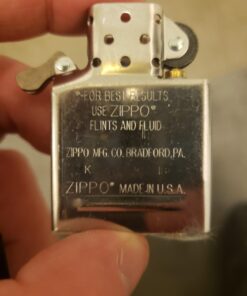 *FOR BEST RESULTS
USE ZIPPO®
FLINTS AND FLUID
ZIPPO MFG. CO. BRADFORD, PA.
K
ZIPPO® MADE IN U.S.A.